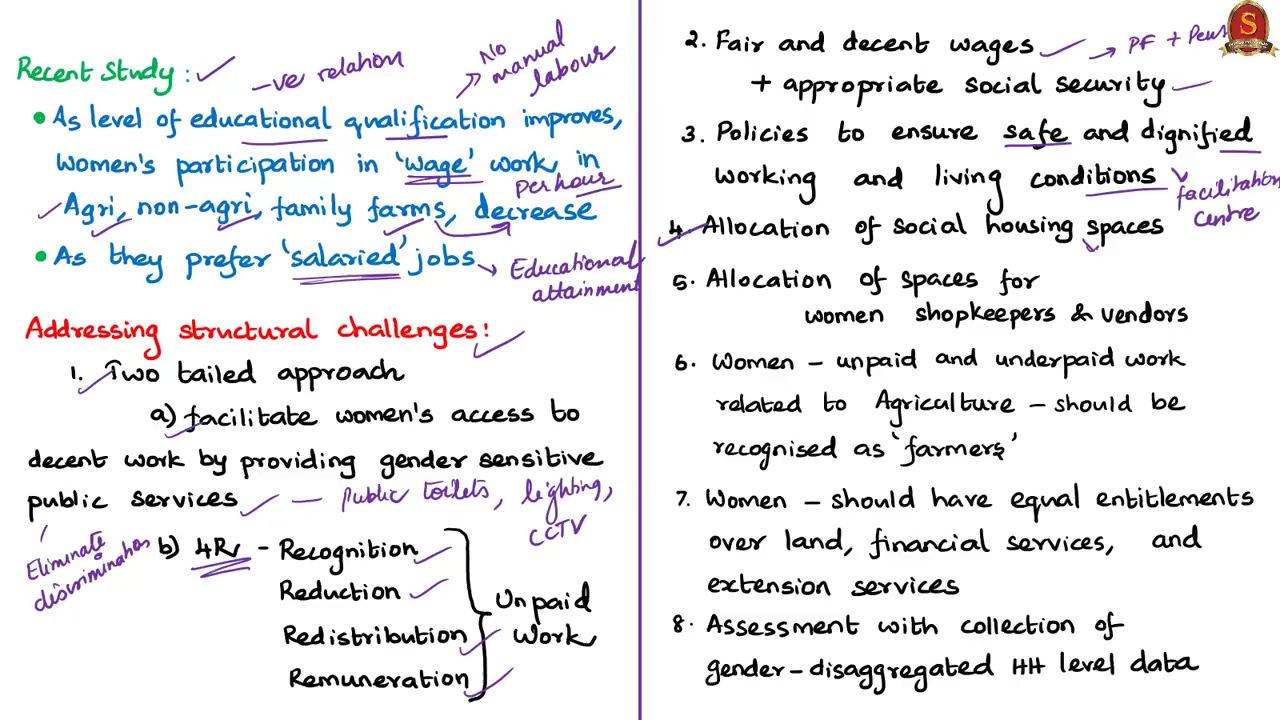 Recent Study :
-ve relation
No
manual
labour
• As level of educational qualification improves,
women's participation in 'wage' work in
per hour
Agri, non-agri, family farms, decrease
• As they prefer 'salaried' jobs
Educational
attainment
Addressing structural challenges:
1. Two tailed approach
a) facilitate women's access to
decent work by providing gender sensitive
public services — public toilets, lighting,
CCTV
Eliminate
discrimination
b) 4R - Recognition
Reduction
Redistribution
Remuneration
Unpaid
Work
2. Fair and decent wages → PF +
+ appropriate social security
3. Policies to ensure safe and dignified
working and living conditions
facilitation
centre
4. Allocation of social housing spaces
5. Allocation of spaces for
women shopkeepers & vendors
6. Women - unpaid and underpaid work
related to Agriculture - should be
recognised as 'farmers'
7. Women - should have equal entitlements
over land, financial services, and
extension services
8. Assessment with collection of
gender-disaggregated HH level data
S